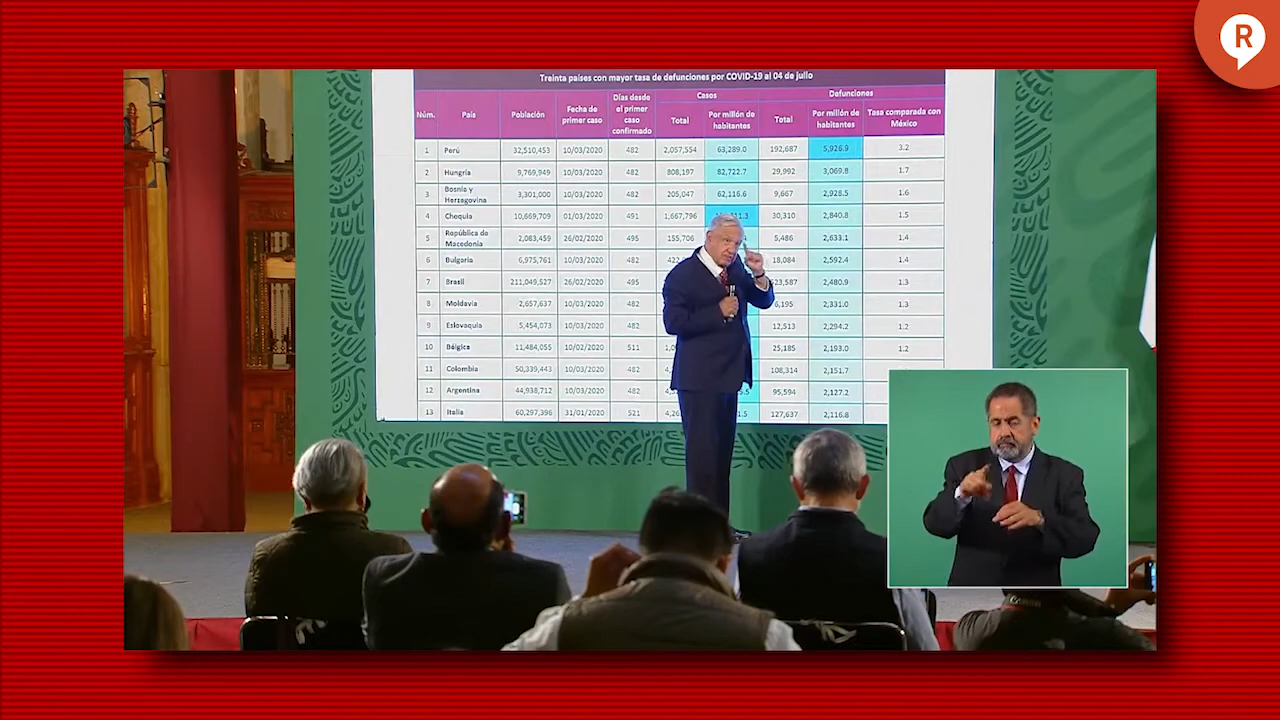 R
Treinta países con mayor tasa de defunciones por COVID-19 al 04 de julio
Núm. País Población Fecha de primer caso Días desde el primer caso confirmado Casos Total Por millón de habitantes Defunciones Total Por millón de habitantes Tasa comparada con México
1 Perú 32,510,453 10/03/2020 482 2,057,554 63,289.0 192,687 5,926.9 3.2
2 Hungría 9,769,949 10/03/2020 482 808,197 82,722.7 29,992 3,069.8 1.7
3 Bosnia y Herzegovina 3,301,000 10/03/2020 482 205,047 62,116.6 9,667 2,928.5 1.6
4 Chequia 10,669,709 01/03/2020 491 1,667,796 30,310 2,840.8 1.5
5 República de Macedonia 2,083,459 26/02/2020 495 155,706 5,486 2,633.1 1.4
6 Bulgaria 6,975,761 10/03/2020 482 18,084 2,592.4 1.4
7 Brasil 211,049,527 26/02/2020 495 2,480.9 1.3
8 Moldavia 2,657,637 10/03/2020 482 6,195 2,331.0 1.3
9 Eslovaquia 5,454,073 10/03/2020 482 12,513 2,294.2 1.2
10 Bélgica 11,484,055 10/02/2020 511 25,185 2,193.0 1.2
11 Colombia 50,339,443 10/03/2020 482 108,314 2,151.7
12 Argentina 44,938,712 10/03/2020 482 95,594 2,127.2
13 Italia 60,297,396 31/01/2020 521 127,637 2,116.8
Canon